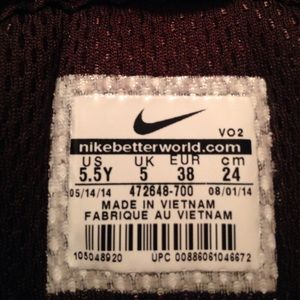 VO2
nikebetterworld.com
US UK EUR cm
5.5Y 5 38 24
05/14/14 472648-700 08/01/14
MADE IN VIETNAM
FABRIQUE AU VIETNAM
105048920 UPC 00886061046672